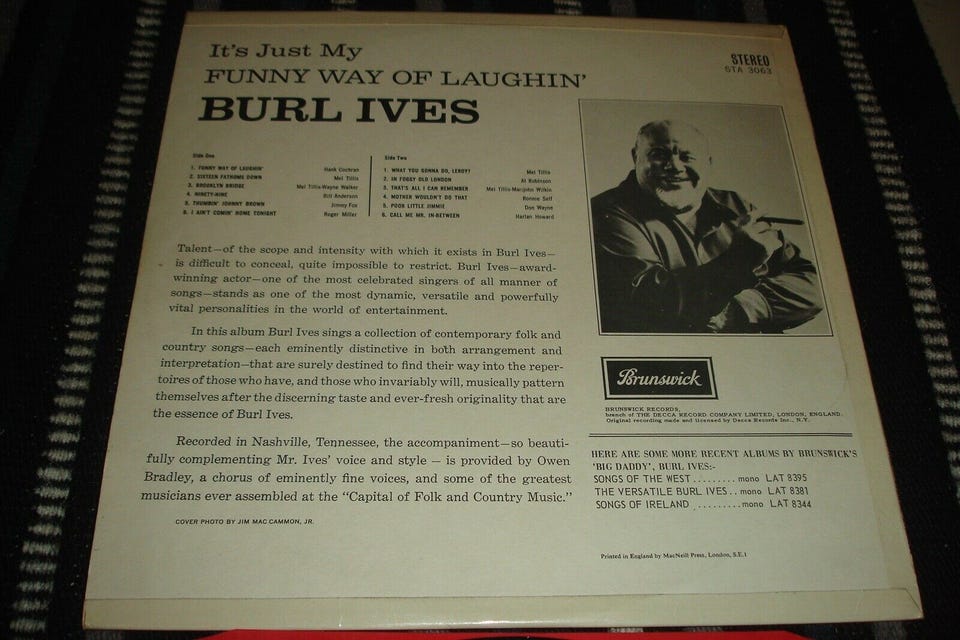 It's Just My
FUNNY WAY OF LAUGHIN'
BURL IVES
STEREO
STA 3063
Side One
1. FUNNY WAY OF LAUGHIN' Hank Cochran
2. SIXTEEN FATHOMS DOWN Mel Tillis
3. BROOKLYN BRIDGE Mel Tillis-Wayne Walker
4. NINETY-NINE Bill Anderson
5. THUMBIN' JOHNNY BROWN Jimmy Fox
6. I AIN'T COMIN' HOME TONIGHT Roger Miller
Side Two
1. WHAT YOU GONNA DO, LEROY? Mel Tillis
2. IN FOGGY OLD LONDON Al Robinson
3. THAT'S ALL I CAN REMEMBER Mel Tillis-Marijohn Wilkin
4. MOTHER WOULDN'T DO THAT Ronnie Self
5. POOR LITTLE JIMMIE Don Wayne
6. CALL ME MR. IN-BETWEEN Harlan Howard
Talent—of the scope and intensity with which it exists in Burl Ives—
is difficult to conceal, quite impossible to restrict. Burl Ives—award-
winning actor—one of the most celebrated singers of all manner of
songs—stands as one of the most dynamic, versatile and powerfully
vital personalities in the world of entertainment.
In this album Burl Ives sings a collection of contemporary folk and
country songs—each eminently distinctive in both arrangement and
interpretation—that are surely destined to find their way into the reper-
toires of those who have, and those who invariably will, musically pattern
themselves after the discerning taste and ever-fresh originality that are
the essence of Burl Ives.
Recorded in Nashville, Tennessee, the accompaniment—so beauti-
fully complementing Mr. Ives' voice and style — is provided by Owen
Bradley, a chorus of eminently fine voices, and some of the greatest
musicians ever assembled at the "Capital of Folk and Country Music."
COVER PHOTO BY JIM MAC CAMMON, JR.
Brunswick
BRUNSWICK RECORDS,
branch of THE DECCA RECORD COMPANY LIMITED, LONDON, ENGLAND.
Original recording made and licensed by Decca Records Inc., N.Y.
HERE ARE SOME MORE RECENT ALBUMS BY BRUNSWICK'S
'BIG DADDY', BURL IVES:-
SONGS OF THE WEST ......... mono LAT 8395
THE VERSATILE BURL IVES .. mono LAT 8381
SONGS OF IRELAND .......... mono LAT 8344
Printed in England by MacNeill Press, London, S.E.1